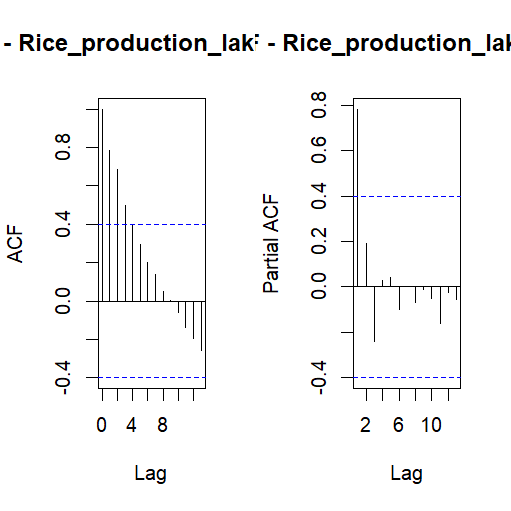 - Rice_production_lak
- Rice_production_lak
ACF
0.8
0.4
0.0
-0.4
0 4 8
Lag
Partial ACF
0.8
0.6
0.4
0.2
0.0
-0.4
2 6 10
Lag